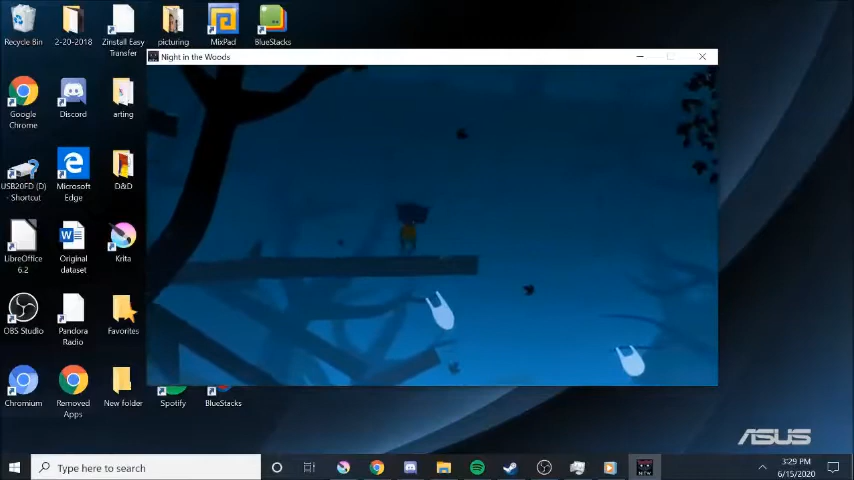 Recycle Bin
2-20-2018
Zinstall Easy
Transfer
picturing
MixPad
BlueStacks
Night in the Woods
Google
Chrome
Discord
arting
USB20FD (D)
- Shortcut
Microsoft
Edge
D&D
LibreOffice
6.2
Original
dataset
Krita
OBS Studio
Pandora
Radio
Favorites
Chromium
Removed
Apps
New folder
Spotify
BlueStacks
ASUS
Type here to search
3:29 PM
6/15/2020